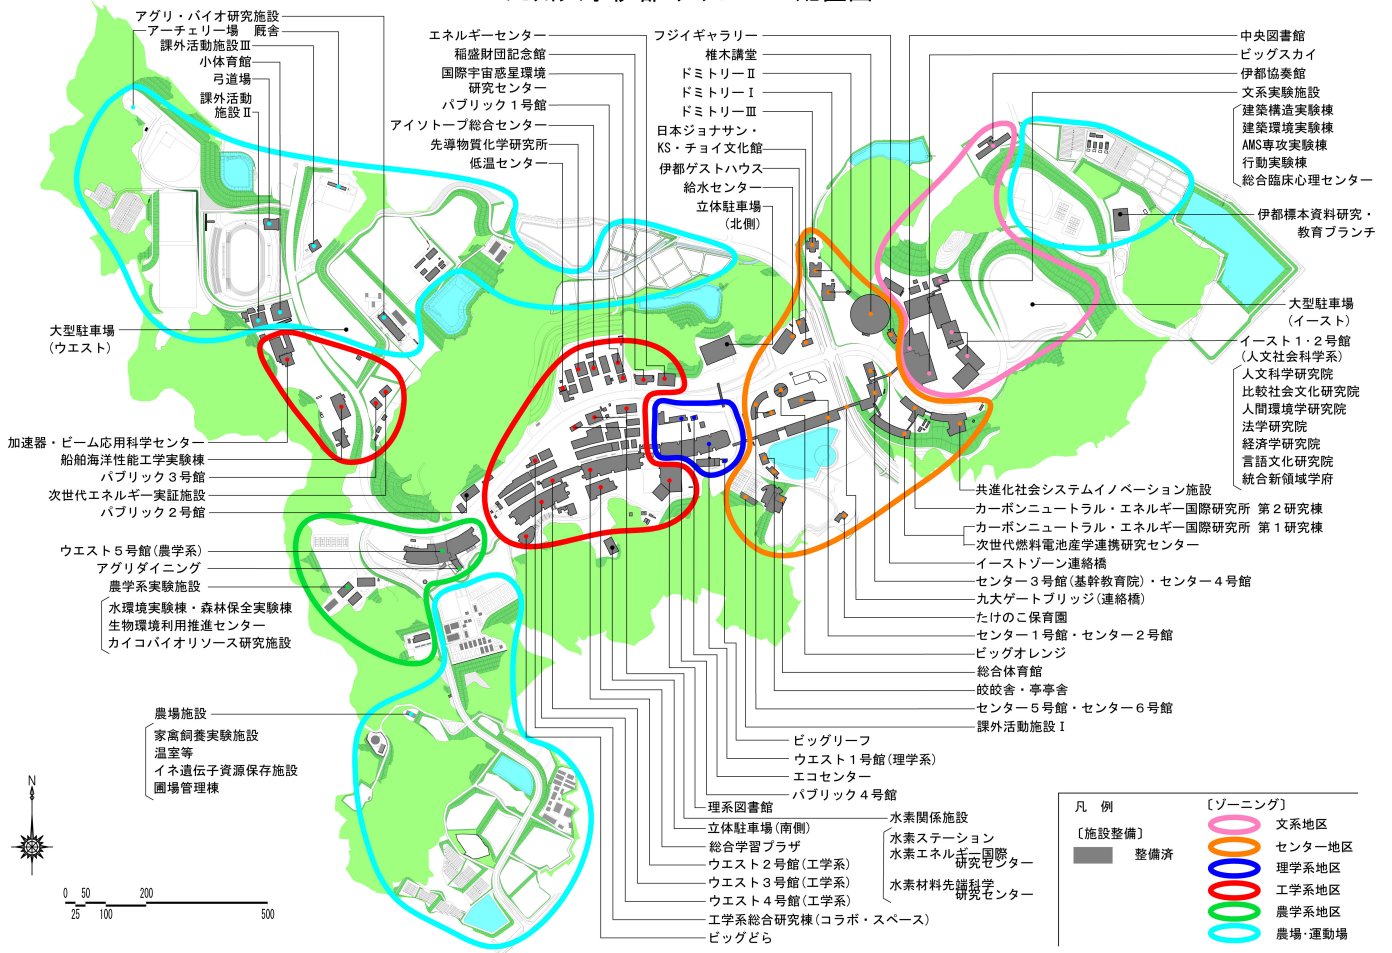 アグリ・バイオ研究施設
アーチェリー場　厩舎
課外活動施設Ⅲ
小体育館
弓道場
課外活動
施設Ⅱ
エネルギーセンター
稲盛財団記念館
国際宇宙惑星環境
研究センター
パブリック１号館
アイソトープ総合センター
先導物質化学研究所
低温センター
フジイギャラリー
椎木講堂
ドミトリーⅡ
ドミトリーⅠ
ドミトリーⅢ
日本ジョナサン・
KS・チョイ文化館
伊都ゲストハウス
給水センター
立体駐車場
(北側)
中央図書館
ビッグスカイ
伊都協奏館
文系実験施設
建築構造実験棟
建築環境実験棟
AMS専攻実験棟
行動実験棟
総合臨床心理センター
伊都標本資料研究・
教育ブランチ
大型駐車場
(イースト)
イースト１・２号館
(人文社会科学系)
人文科学研究院
比較社会文化研究院
人間環境学研究院
法学研究院
経済学研究院
言語文化研究院
統合新領域学府
大型駐車場
(ウエスト)
加速器・ビーム応用科学センター
船舶海洋性能工学実験棟
パブリック３号館
次世代エネルギー実証施設
パブリック２号館
ウエスト５号館(農学系)
アグリダイニング
農学系実験施設
水環境実験棟・森林保全実験棟
生物環境利用推進センター
カイコバイオリソース研究施設
農場施設
家禽飼養実験施設
温室等
イネ遺伝子資源保存施設
圃場管理棟
共進化社会システムイノベーション施設
カーボンニュートラル・エネルギー国際研究所 第２研究棟
カーボンニュートラル・エネルギー国際研究所 第１研究棟
次世代燃料電池産学連携研究センター
イーストゾーン連絡橋
センター３号館(基幹教育院)・センター４号館
九大ゲートブリッジ(連絡橋)
たけのこ保育園
センター１号館・センター２号館
ビッグオレンジ
総合体育館
皎皎舎・亭亭舎
センター５号館・センター６号館
課外活動施設Ⅰ
ビッグリーフ
ウエスト１号館(理学系)
エコセンター
パブリック４号館
理系図書館
立体駐車場(南側)
総合学習プラザ
ウエスト２号館(工学系)
ウエスト３号館(工学系)
ウエスト４号館(工学系)
工学系総合研究棟(コラボ・スペース)
ビッグどら
水素関係施設
水素ステーション
水素エネルギー国際
研究センター
水素材料先端科学
研究センター
N
0 50 200
25 100 500
凡　例
〔施設整備〕
整備済
〔ゾーニング〕
文系地区
センター地区
理学系地区
工学系地区
農学系地区
農場・運動場